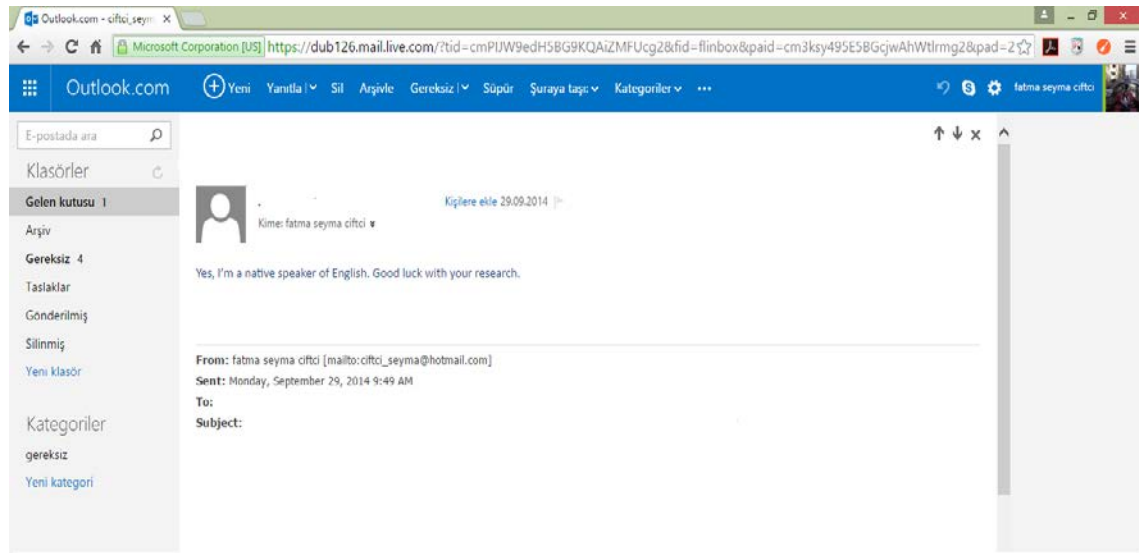 Outlook.com - ciftci_seym
Microsoft Corporation [US] https://dub126.mail.live.com/?tid=cmPIJW9edH5BG9KQAiZMFUcg2&fid=flinbox&paid=cm3ksy495E5BGcjwAhWtlrmg2&pad=2
Outlook.com Yeni Yanıtla Sil Arşivle Gereksiz Süpür Şuraya taşı: Kategoriler ••• fatma seyma ciftci
E-postada ara
Klasörler
Gelen kutusu 1
Arşiv
Gereksiz 4
Taslaklar
Gönderilmiş
Silinmiş
Yeni klasör
Kategoriler
gereksız
Yeni kategori
Kişilere ekle 29.09.2014
Kime: fatma seyma ciftci
Yes, I'm a native speaker of English. Good luck with your research.
From: fatma seyma ciftci [mailto:ciftci_seyma@hotmail.com]
Sent: Monday, September 29, 2014 9:49 AM
To:
Subject: